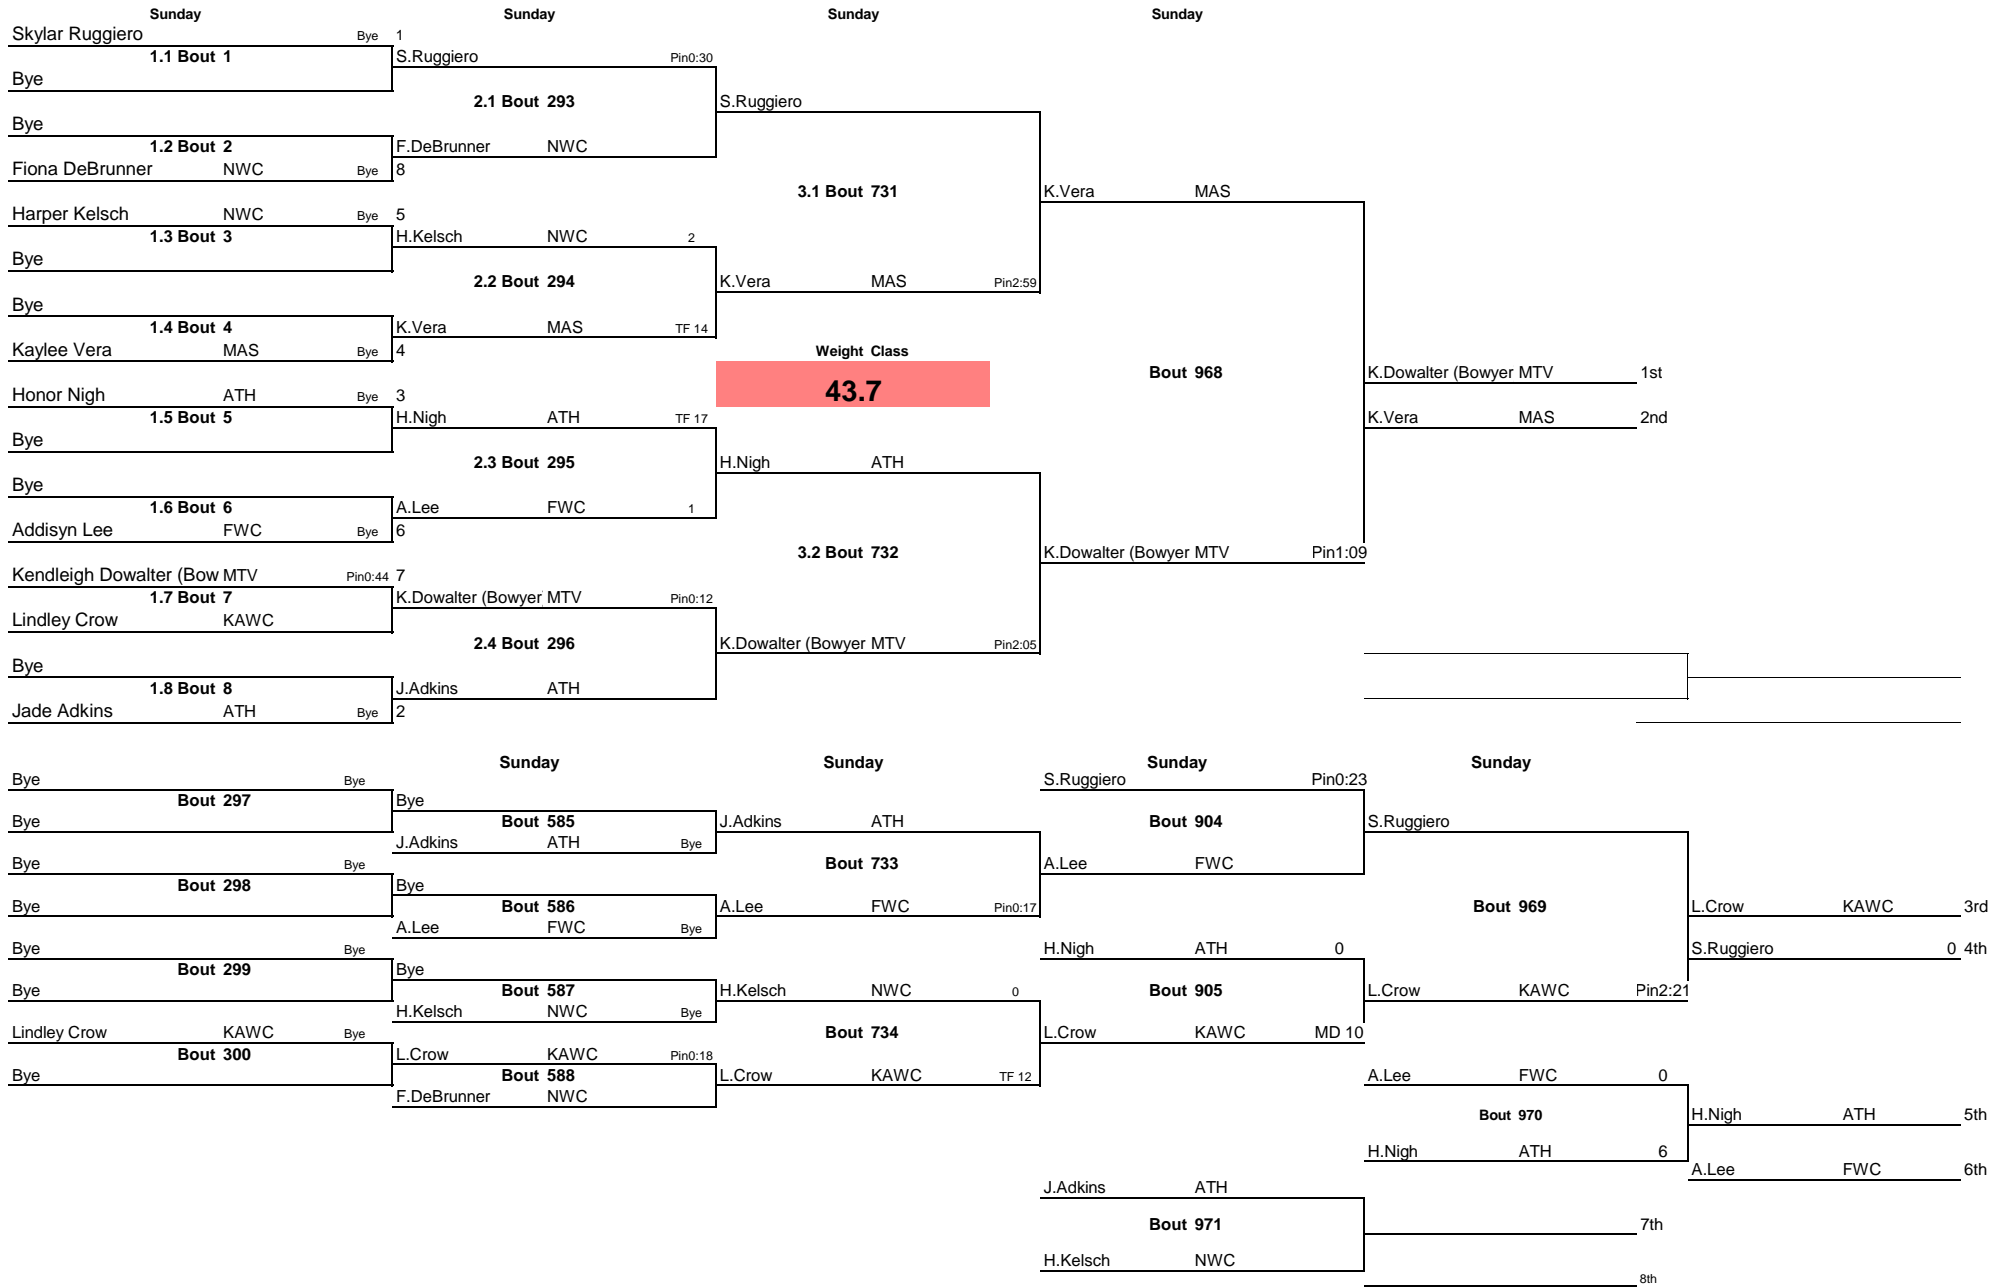 Sunday Sunday Sunday Sunday
Skylar Ruggiero Bye 1
1.1 Bout 1 S.Ruggiero Pin0:30
Bye
2.1 Bout 293 S.Ruggiero
Bye
1.2 Bout 2 F.DeBrunner NWC
Fiona DeBrunner NWC Bye 8
3.1 Bout 731 K.Vera MAS
Harper Kelsch NWC Bye 5
1.3 Bout 3 H.Kelsch NWC 2
Bye
2.2 Bout 294 K.Vera MAS Pin2:59
Bye
1.4 Bout 4 K.Vera MAS TF 14
Kaylee Vera MAS Bye 4 Weight Class
Bout 968 K.Dowalter (Bowyer MTV 1st
Honor Nigh ATH Bye 3 43.7
1.5 Bout 5 H.Nigh ATH TF 17 K.Vera MAS 2nd
Bye
2.3 Bout 295 H.Nigh ATH
Bye
1.6 Bout 6 A.Lee FWC 1
Addisyn Lee FWC Bye 6
3.2 Bout 732 K.Dowalter (Bowyer MTV Pin1:09
Kendleigh Dowalter (Bow MTV Pin0:44 7
1.7 Bout 7 K.Dowalter (Bowyer MTV Pin0:12
Lindley Crow KAWC
2.4 Bout 296 K.Dowalter (Bowyer MTV Pin2:05
Bye
1.8 Bout 8 J.Adkins ATH
Jade Adkins ATH Bye 2
Sunday Sunday Sunday Sunday
Bye Bye S.Ruggiero Pin0:23
Bout 297 Bye
Bye Bout 585 J.Adkins ATH Bout 904 S.Ruggiero
J.Adkins ATH Bye
Bye Bye Bout 733 A.Lee FWC
Bout 298 Bye
Bye Bout 586 A.Lee FWC Pin0:17 Bout 969 L.Crow KAWC 3rd
A.Lee FWC Bye
Bye Bye H.Nigh ATH 0 S.Ruggiero 0 4th
Bout 299 Bye
Bye Bout 587 H.Kelsch NWC 0 Bout 905 L.Crow KAWC Pin2:21
H.Kelsch NWC Bye
Lindley Crow KAWC Bye Bout 734 L.Crow KAWC MD 10
Bout 300 L.Crow KAWC Pin0:18
Bye Bout 588 L.Crow KAWC TF 12 A.Lee FWC 0
F.DeBrunner NWC
Bout 970 H.Nigh ATH 5th
H.Nigh ATH 6
A.Lee FWC 6th
J.Adkins ATH
Bout 971 7th
H.Kelsch NWC
8th